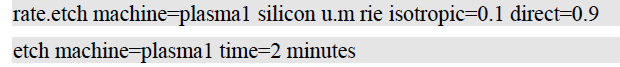 rate.etch machine=plasma1 silicon u.m rie isotropic=0.1 direct=0.9
etch machine=plasma1 time=2 minutes